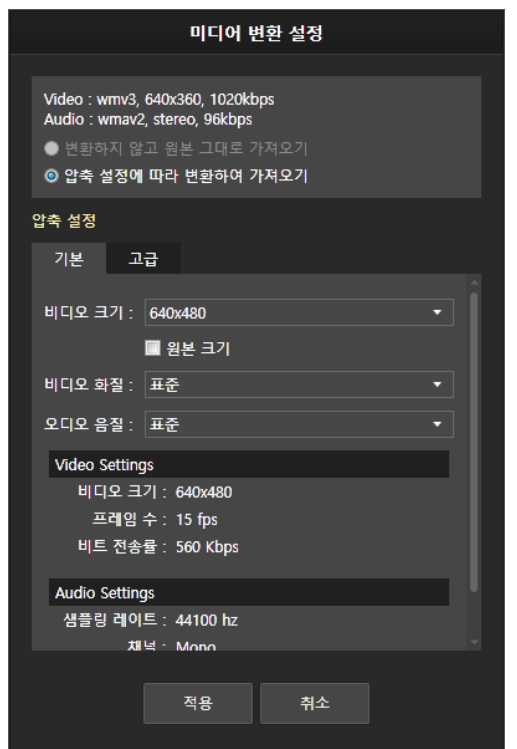 미디어 변환 설정
Video : wmv3, 640x360, 1020kbps
Audio : wmav2, stereo, 96kbps
변환하지 않고 원본 그대로 가져오기
압축 설정에 따라 변환하여 가져오기
압축 설정
기본 고급
비디오 크기 : 640x480
원본 크기
비디오 화질 : 표준
오디오 음질 : 표준
Video Settings
비디오 크기 : 640x480
프레임 수 : 15 fps
비트 전송률 : 560 Kbps
Audio Settings
샘플링 레이트 : 44100 hz
채널 : Mono
적용 취소